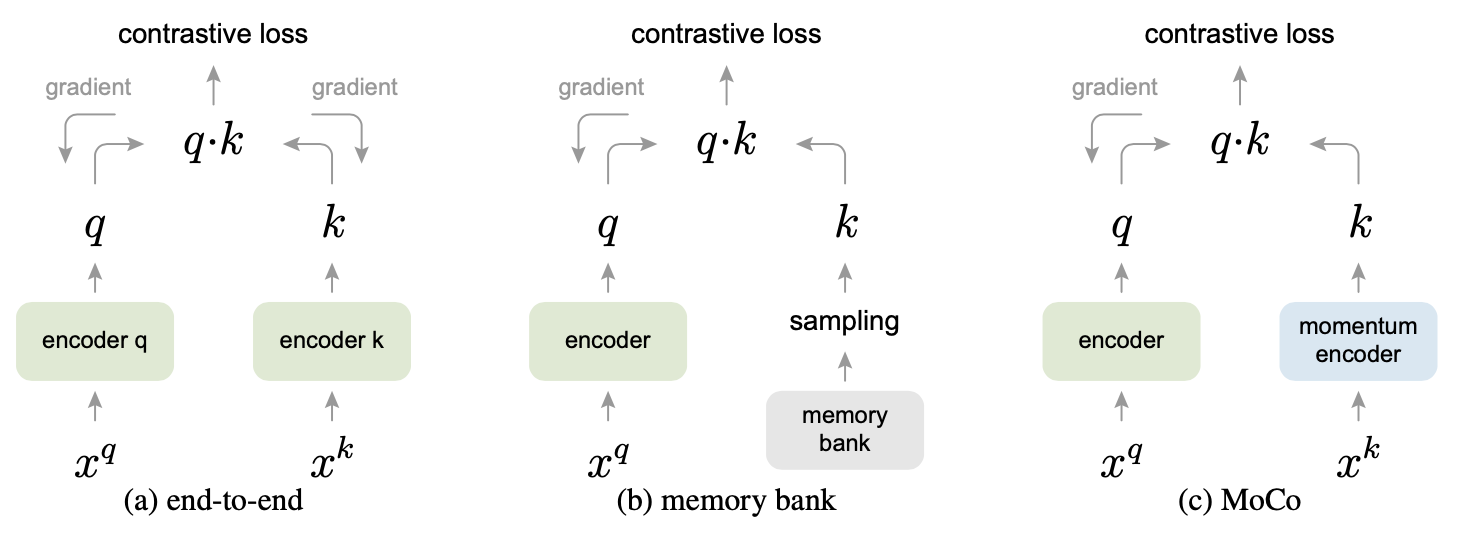 contrastive loss
gradient
gradient
q·k
q
k
encoder q
encoder k
x^q
x^k
(a) end-to-end
contrastive loss
gradient
q·k
q
k
sampling
encoder
memory
bank
x^q
(b) memory bank
contrastive loss
gradient
q·k
q
k
encoder
momentum
encoder
x^q
x^k
(c) MoCo